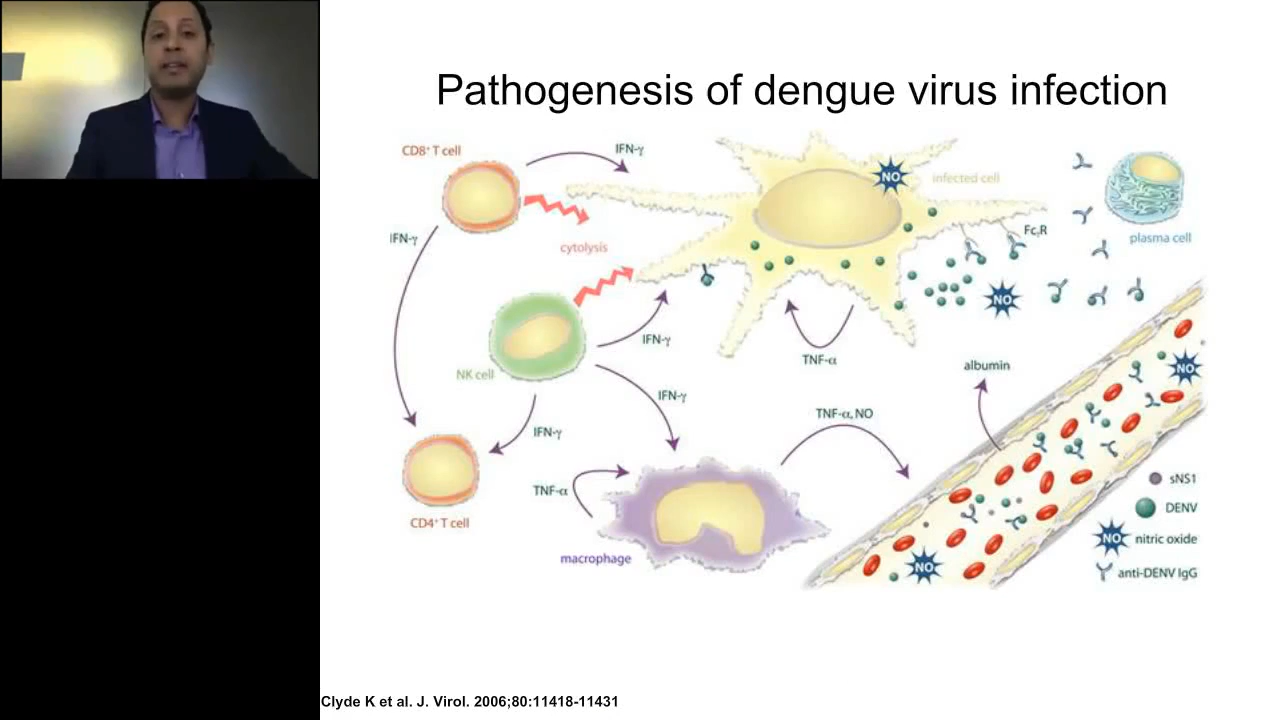 Pathogenesis of dengue virus infection
CD8⁺ T cell
IFN-γ
NO
infected cell
plasma cell
FcγR
IFN-γ
cytolysis
NO
IFN-γ
NK cell
TNF-α
albumin
NO
IFN-γ
TNF-α, NO
IFN-γ
TNF-α
CD4⁺ T cell
macrophage
NO
sNS1
DENV
NO nitric oxide
anti-DENV IgG
Clyde K et al. J. Virol. 2006;80:11418-11431